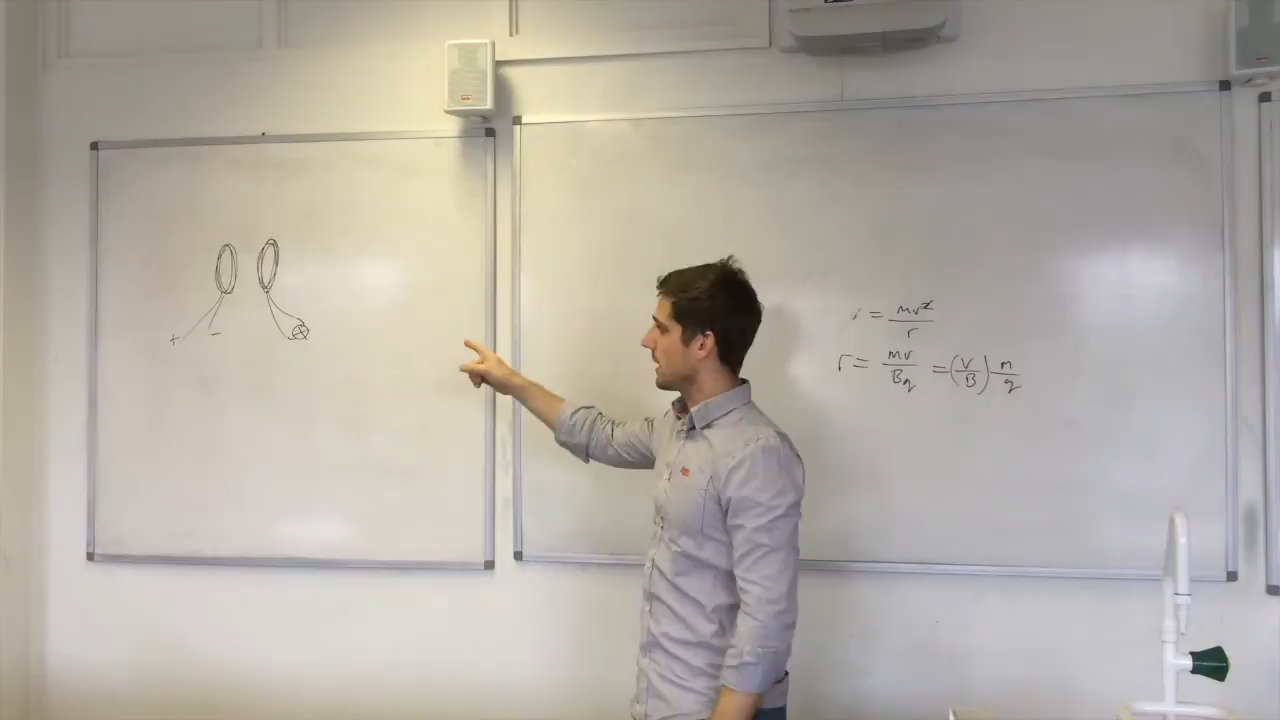 + -
= mv²/r
r = mv/Bq = (v/B) m/q